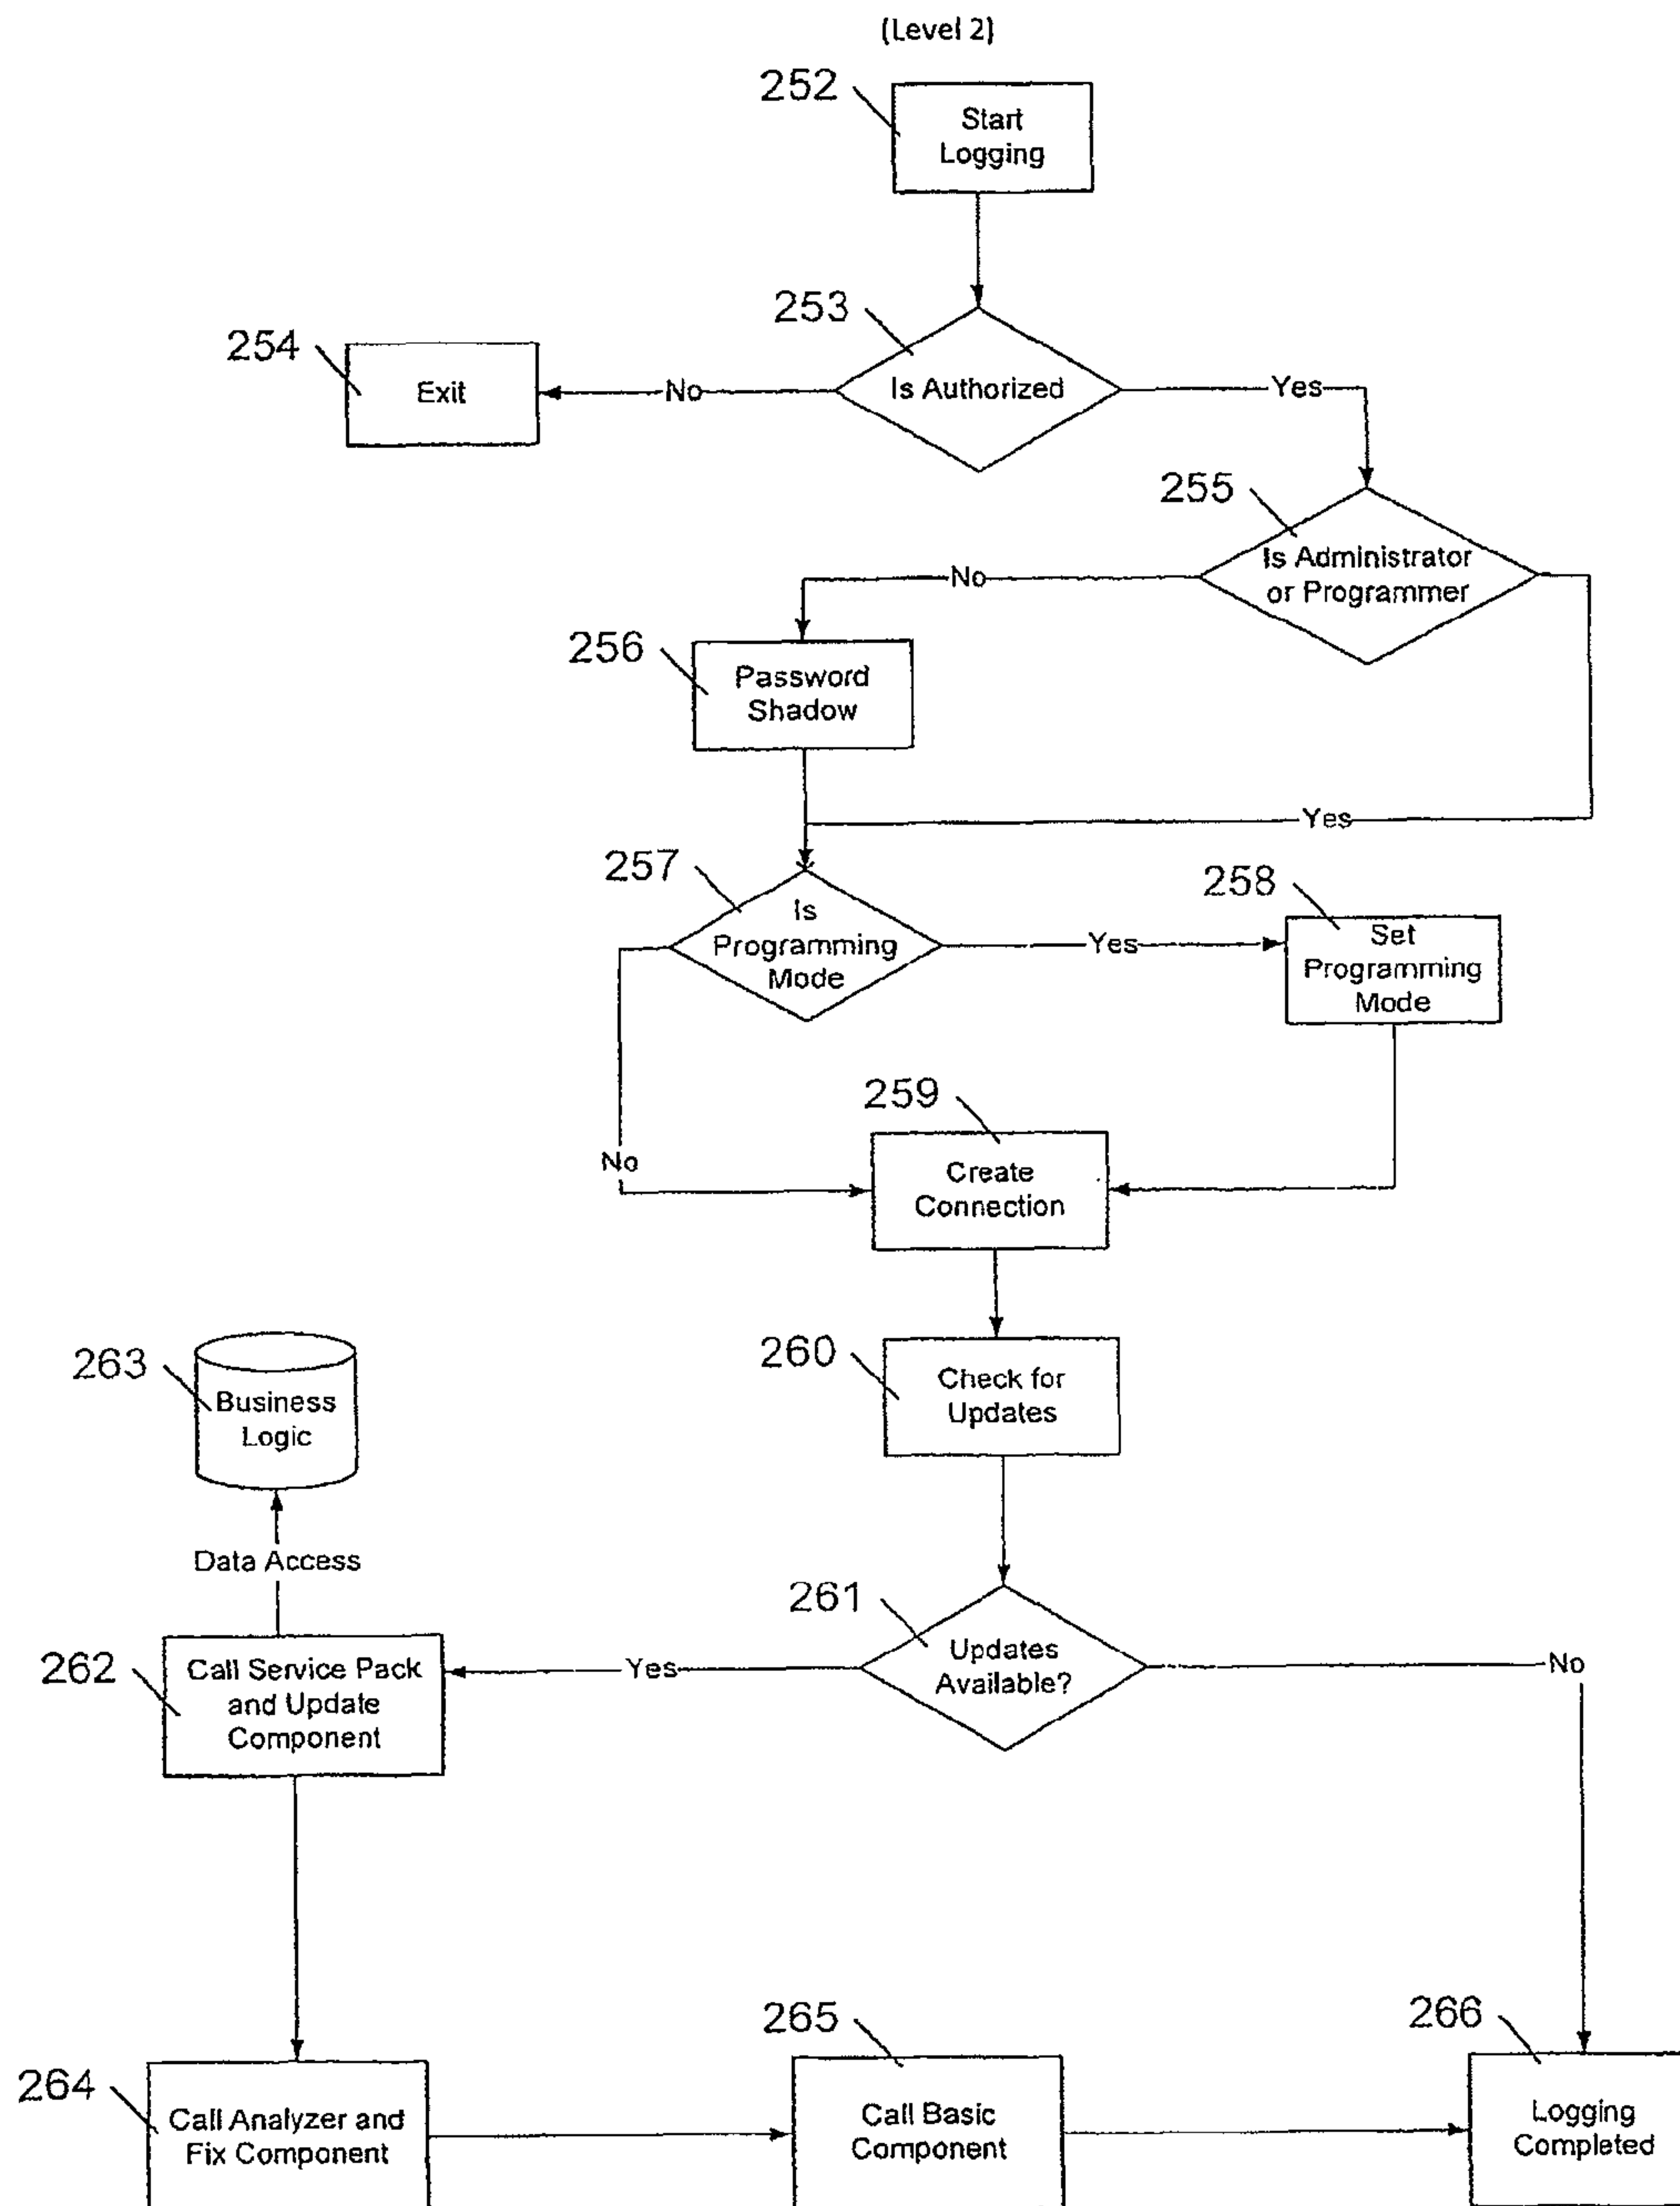 (Level 2)
252
Start
Logging
253
254
Exit
No
Is Authorized
Yes
255
Is Administrator
or Programmer
No
256
Password
Shadow
Yes
257
Is
Programming
Mode
Yes
258
Set
Programming
Mode
259
No
Create
Connection
260
Check for
Updates
263
Business
Logic
Data Access
261
Updates
Available?
Yes
No
262
Call Service Pack
and Update
Component
264
Call Analyzer and
Fix Component
265
Call Basic
Component
266
Logging
Completed